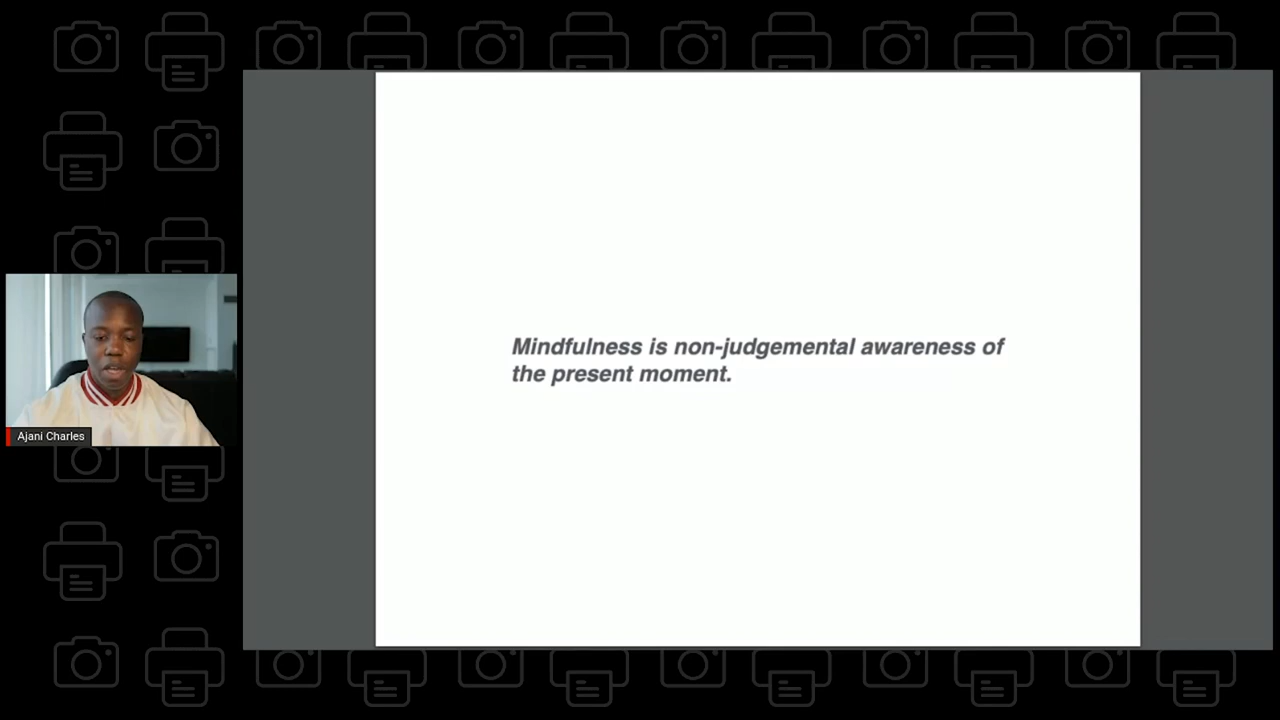 Mindfulness is non-judgemental awareness of
the present moment.
Ajani Charles